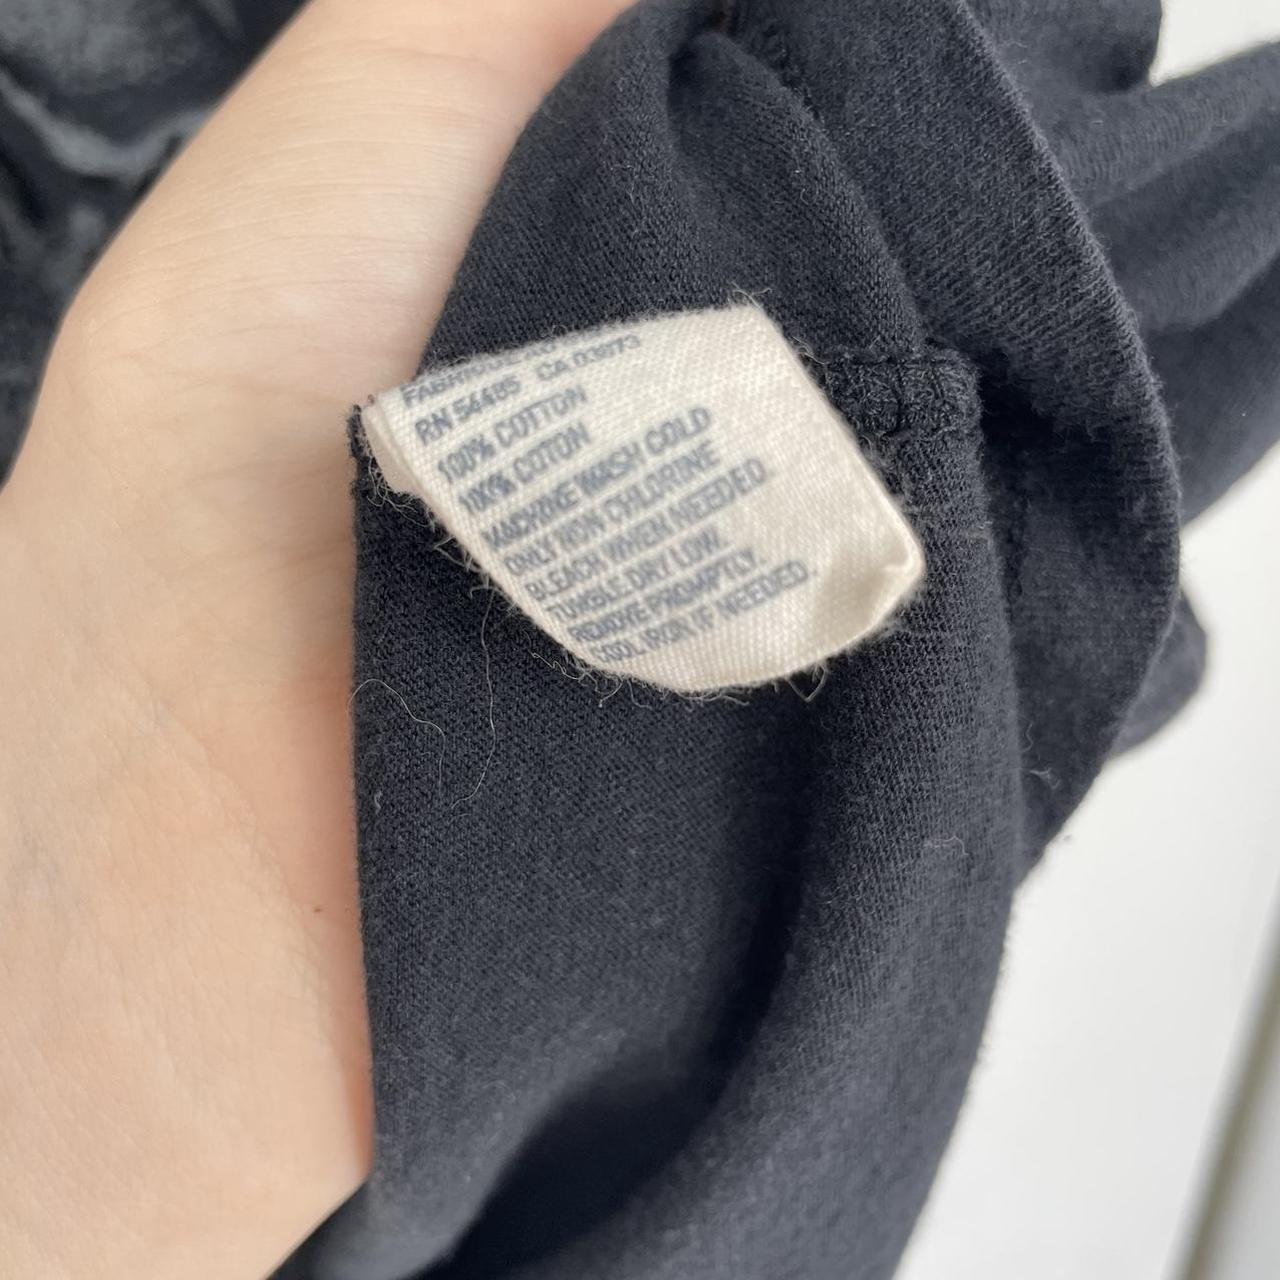 RN 54485 CA 03973
100% COTTON
100% COTON
MACHINE WASH COLD
ONLY NON CHLORINE
BLEACH WHEN NEEDED
TUMBLE DRY LOW
REMOVE PROMPTLY
COOL IRON IF NEEDED